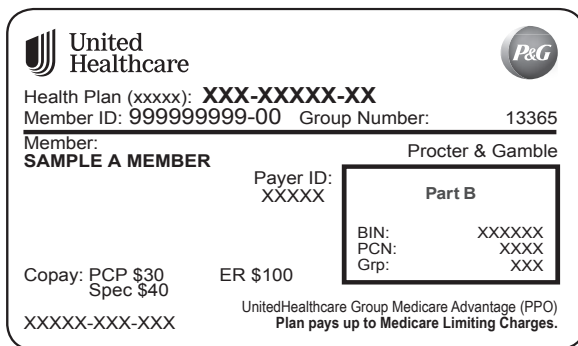 United
Healthcare
P&G
Health Plan (xxxxx): XXX-XXXXX-XX
Member ID: 999999999-00 Group Number: 13365
Member:
SAMPLE A MEMBER
Procter & Gamble
Payer ID:
XXXXX
Part B
BIN: XXXXXX
PCN: XXXX
Grp: XXX
Copay: PCP $30 ER $100
Spec $40
UnitedHealthcare Group Medicare Advantage (PPO)
XXXXX-XXX-XXX Plan pays up to Medicare Limiting Charges.